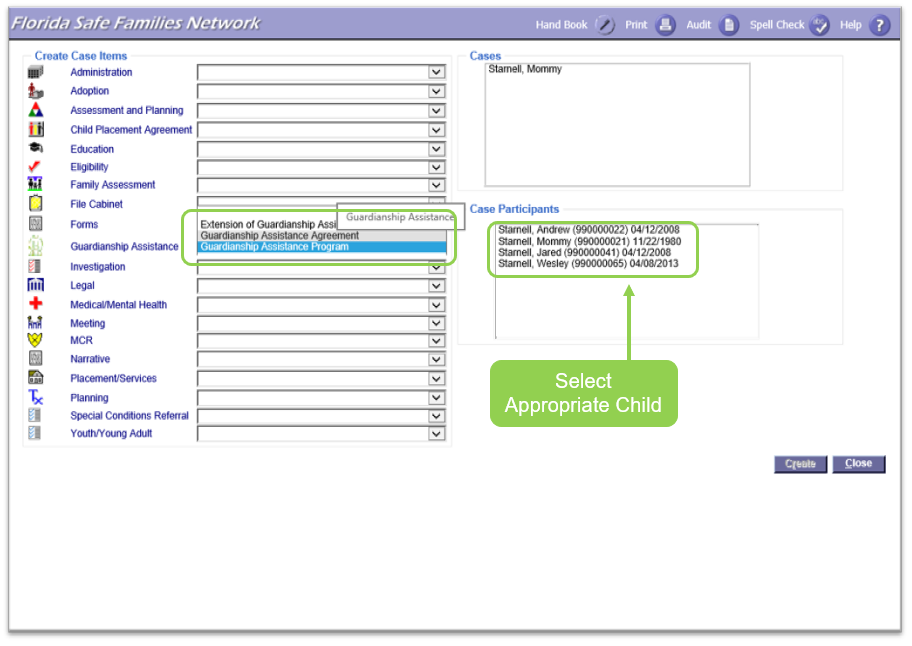 Florida Safe Families Network
Hand Book Print Audit Spell Check Help ?
Create Case Items
Administration
Adoption
Assessment and Planning
Child Placement Agreement
Education
Eligibility
Family Assessment
File Cabinet
Forms
Guardianship Assistance
Investigation
Legal
Medical/Mental Health
Meeting
MCR
Narrative
Placement/Services
Planning
Special Conditions Referral
Youth/Young Adult
Extension of Guardianship Assi
Guardianship Assistance Agreement
Guardianship Assistance Program
Guardianship Assistance
Cases
Starnell, Mommy
Case Participants
Starnell, Andrew (990000022) 04/12/2008
Starnell, Mommy (990000021) 11/22/1980
Starnell, Jared (990000041) 04/12/2008
Starnell, Wesley (990000065) 04/08/2013
Select
Appropriate Child
Create Close